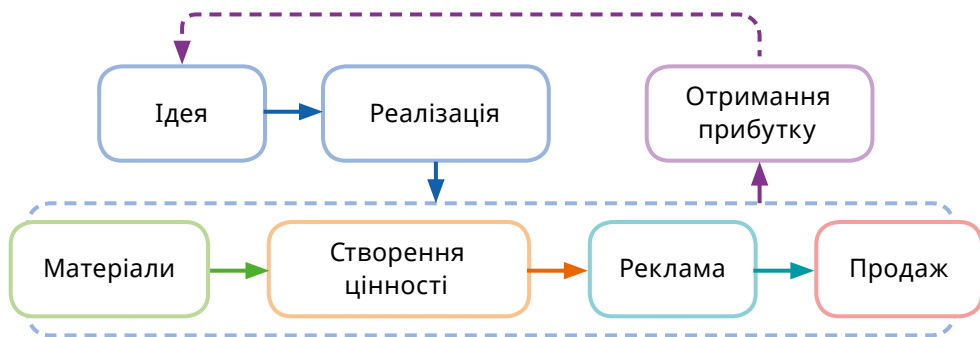 Ідея
Реалізація
Отримання
прибутку
Матеріали
Створення
цінності
Реклама
Продаж